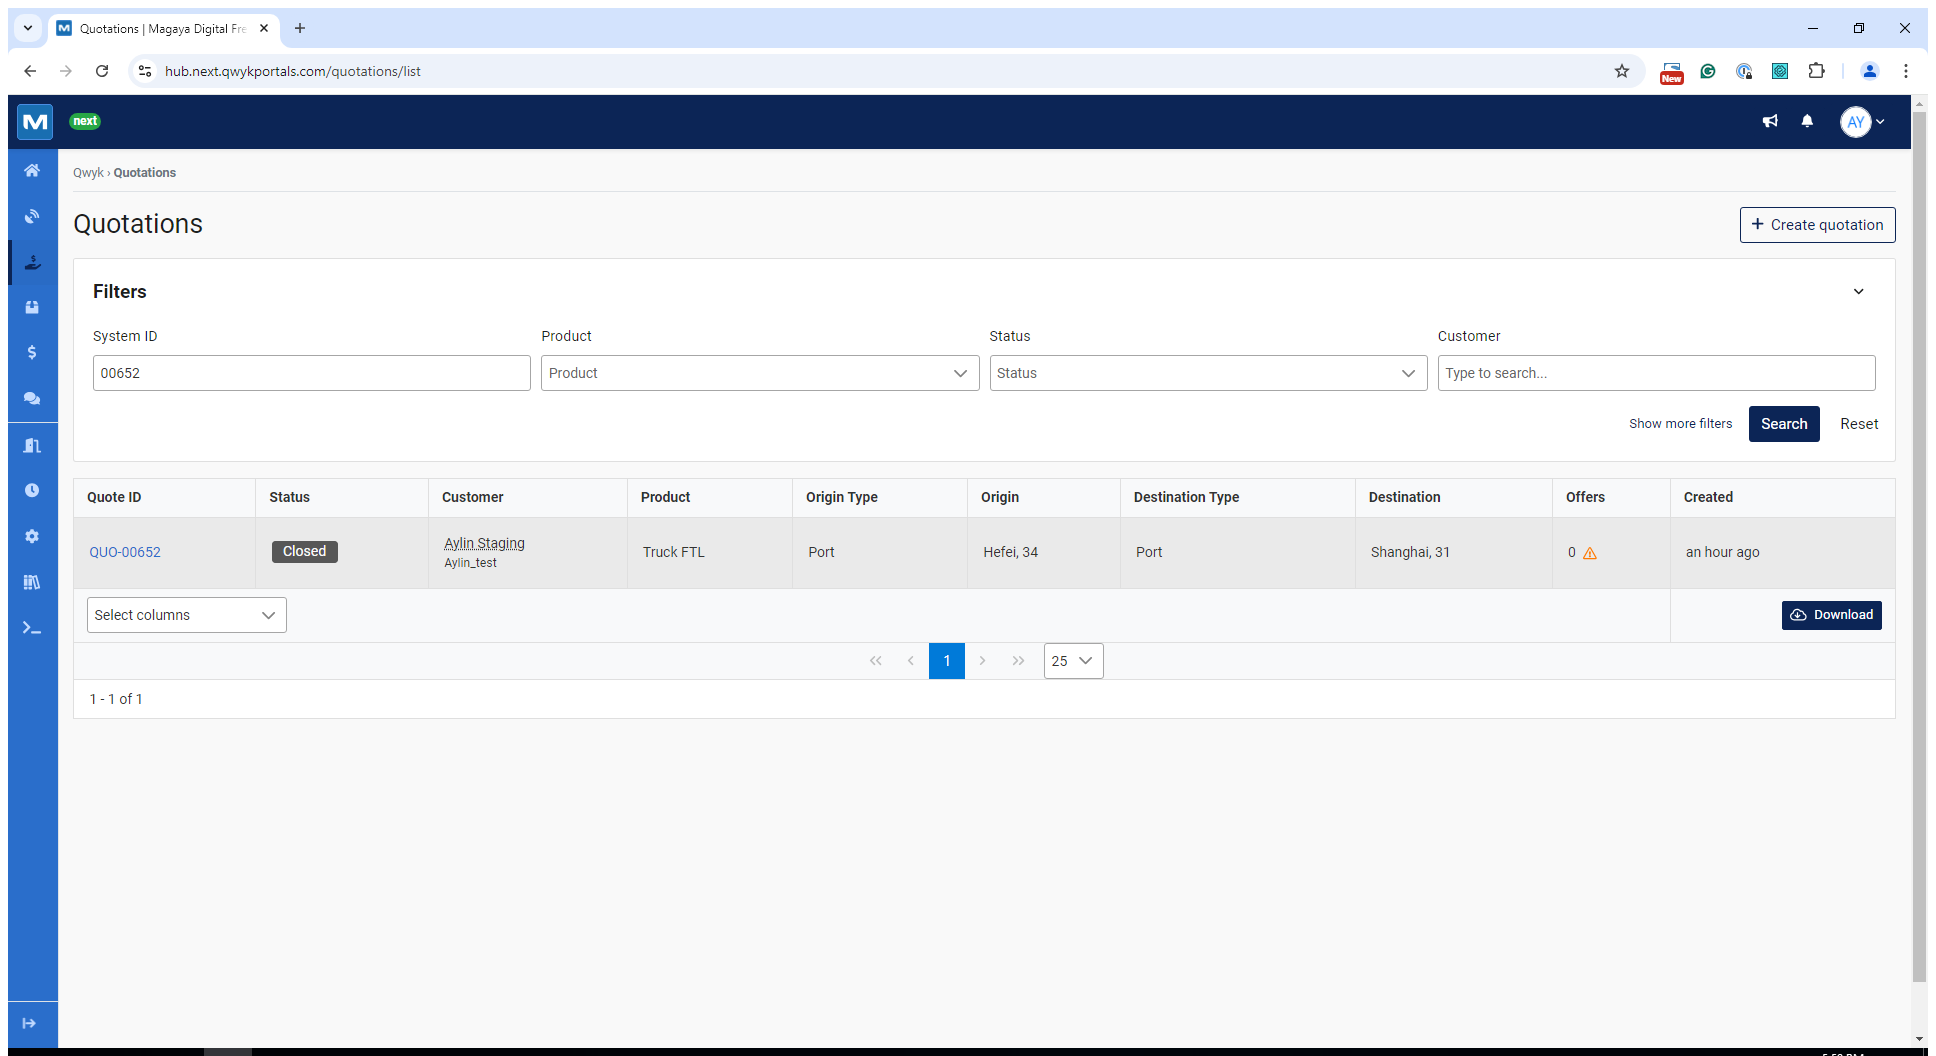 Quotations | Magaya Digital Fre
hub.next.qwykportals.com/quotations/list
New
M
next
AY
Qwyk › Quotations
Quotations
+ Create quotation
Filters
System ID
Product
Status
Customer
00652
Product
Status
Type to search...
Show more filters
Search
Reset
Quote ID
Status
Customer
Product
Origin Type
Origin
Destination Type
Destination
Offers
Created
QUO-00652
Closed
Aylin Staging
Aylin_test
Truck FTL
Port
Hefei, 34
Port
Shanghai, 31
0
an hour ago
Select columns
Download
1
25
1 - 1 of 1